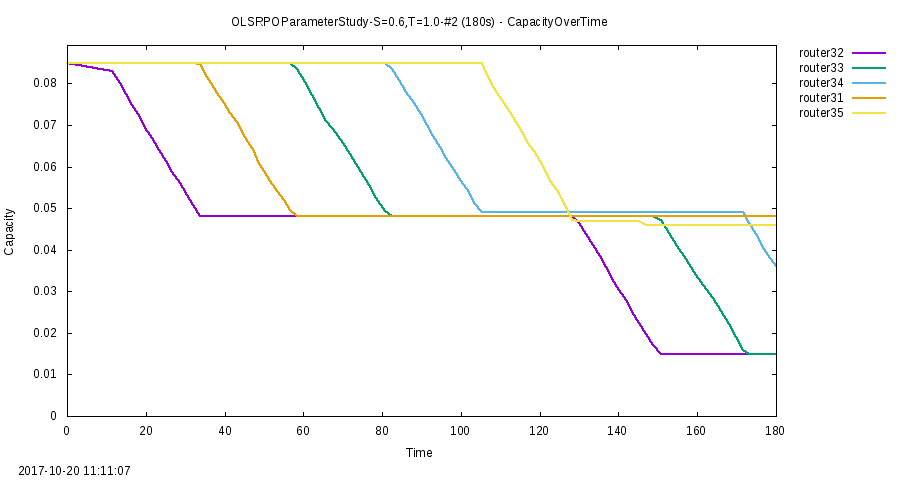 OLSRPOParameterStudy-S=0.6,T=1.0-#2 (180s) - CapacityOverTime
router32
router33
router34
router31
router35
0.08
0.07
0.06
0.05
0.04
0.03
0.02
0.01
0
Capacity
0 20 40 60 80 100 120 140 160 180
Time
2017-10-20 11:11:07